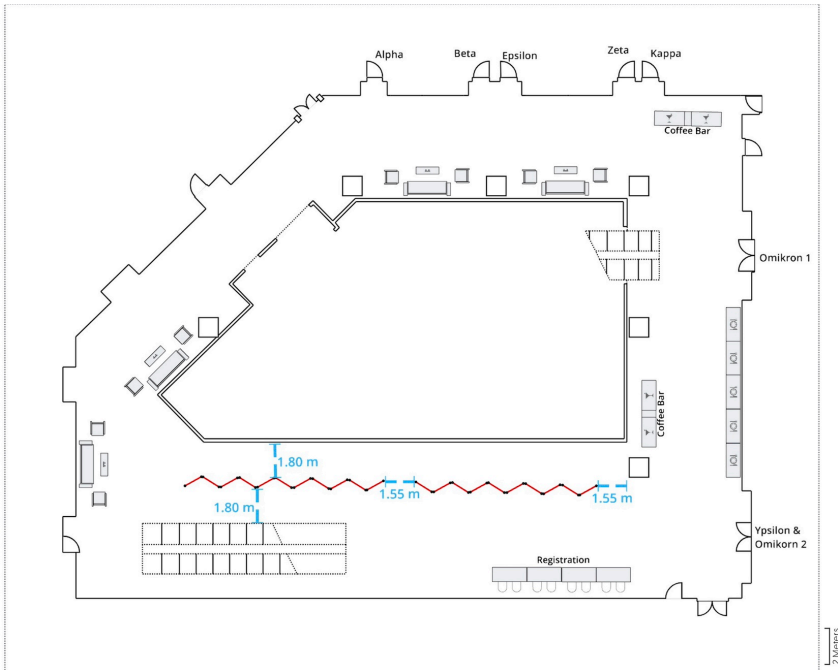 Alpha
Beta
Epsilon
Zeta
Kappa
Coffee Bar
Omikron 1
Coffee Bar
1.80 m
1.55 m
1.55 m
1.80 m
Ypsilon &
Omikorn 2
Registration
2 Meters